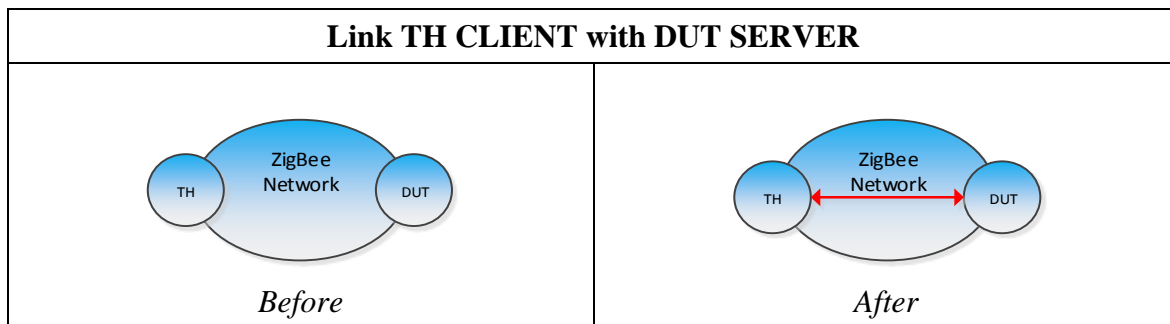 Link TH CLIENT with DUT SERVER
ZigBee
Network
TH
DUT
Before
ZigBee
Network
TH
DUT
After